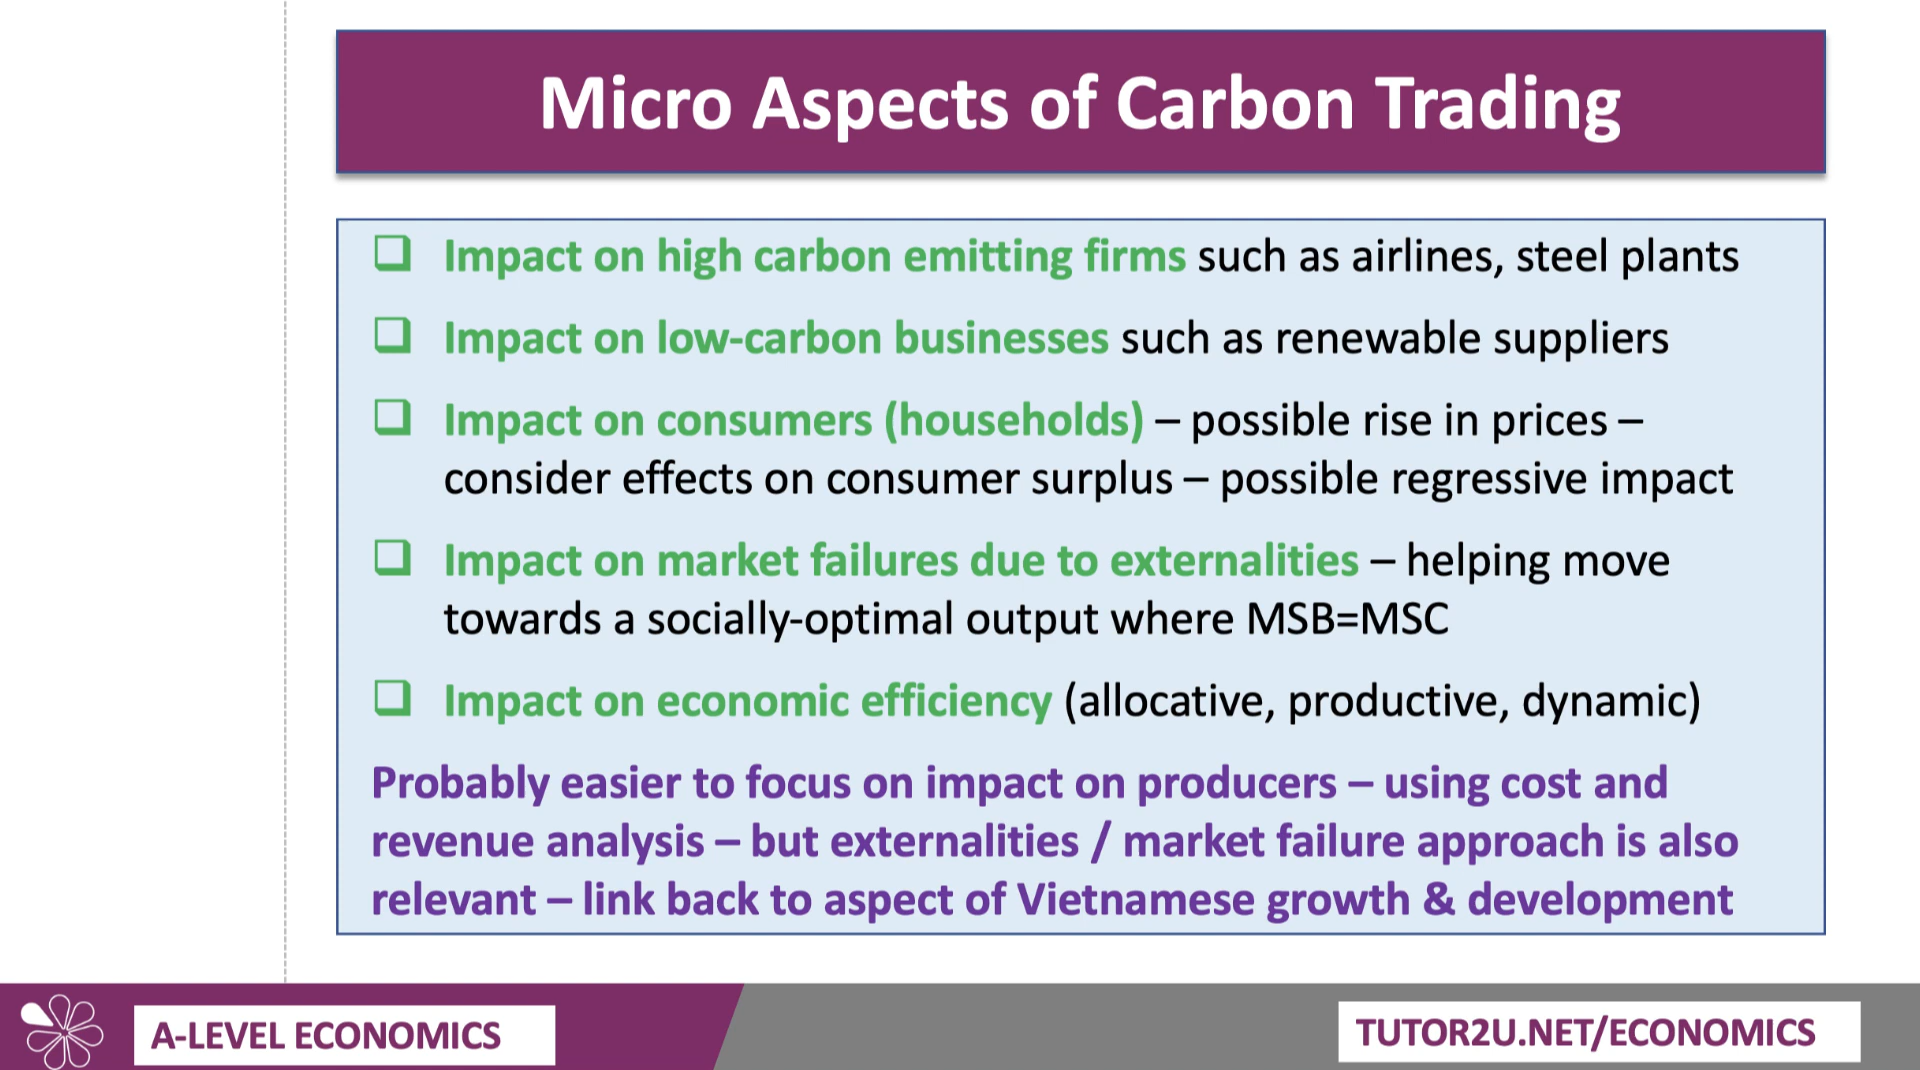 Micro Aspects of Carbon Trading
Impact on high carbon emitting firms such as airlines, steel plants
Impact on low-carbon businesses such as renewable suppliers
Impact on consumers (households) – possible rise in prices –
consider effects on consumer surplus – possible regressive impact
Impact on market failures due to externalities – helping move
towards a socially-optimal output where MSB=MSC
Impact on economic efficiency (allocative, productive, dynamic)
Probably easier to focus on impact on producers – using cost and
revenue analysis – but externalities / market failure approach is also
relevant – link back to aspect of Vietnamese growth & development
A-LEVEL ECONOMICS
TUTOR2U.NET/ECONOMICS